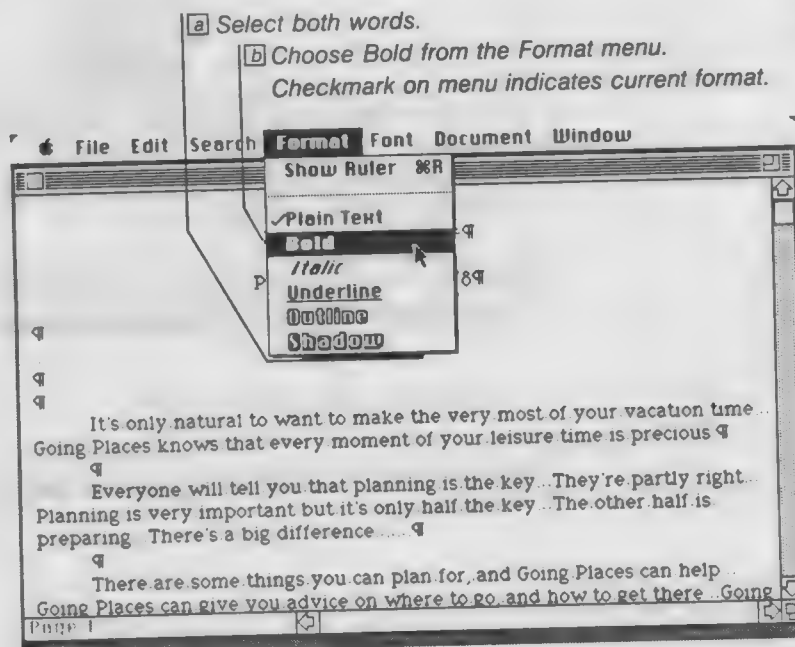 a Select both words.
b Choose Bold from the Format menu.
Checkmark on menu indicates current format.
File Edit Search Format Font Document Window
Show Ruler ⌘R
✓Plain Text
Bold
¶
Italic
P 8¶
Underline
Outline
¶
Shadow
¶
¶
It's only natural to want to make the very most of your vacation time...
Going Places knows that every moment of your leisure time is precious ¶
¶
Everyone will tell you that planning is the key...They're partly right...
Planning is very important but it's only half the key...The other half is
preparing There's a big difference.....¶
¶
There are some things you can plan for, and Going Places can help...
Going Places can give you advice on where to go, and how to get there..Going
Page 1